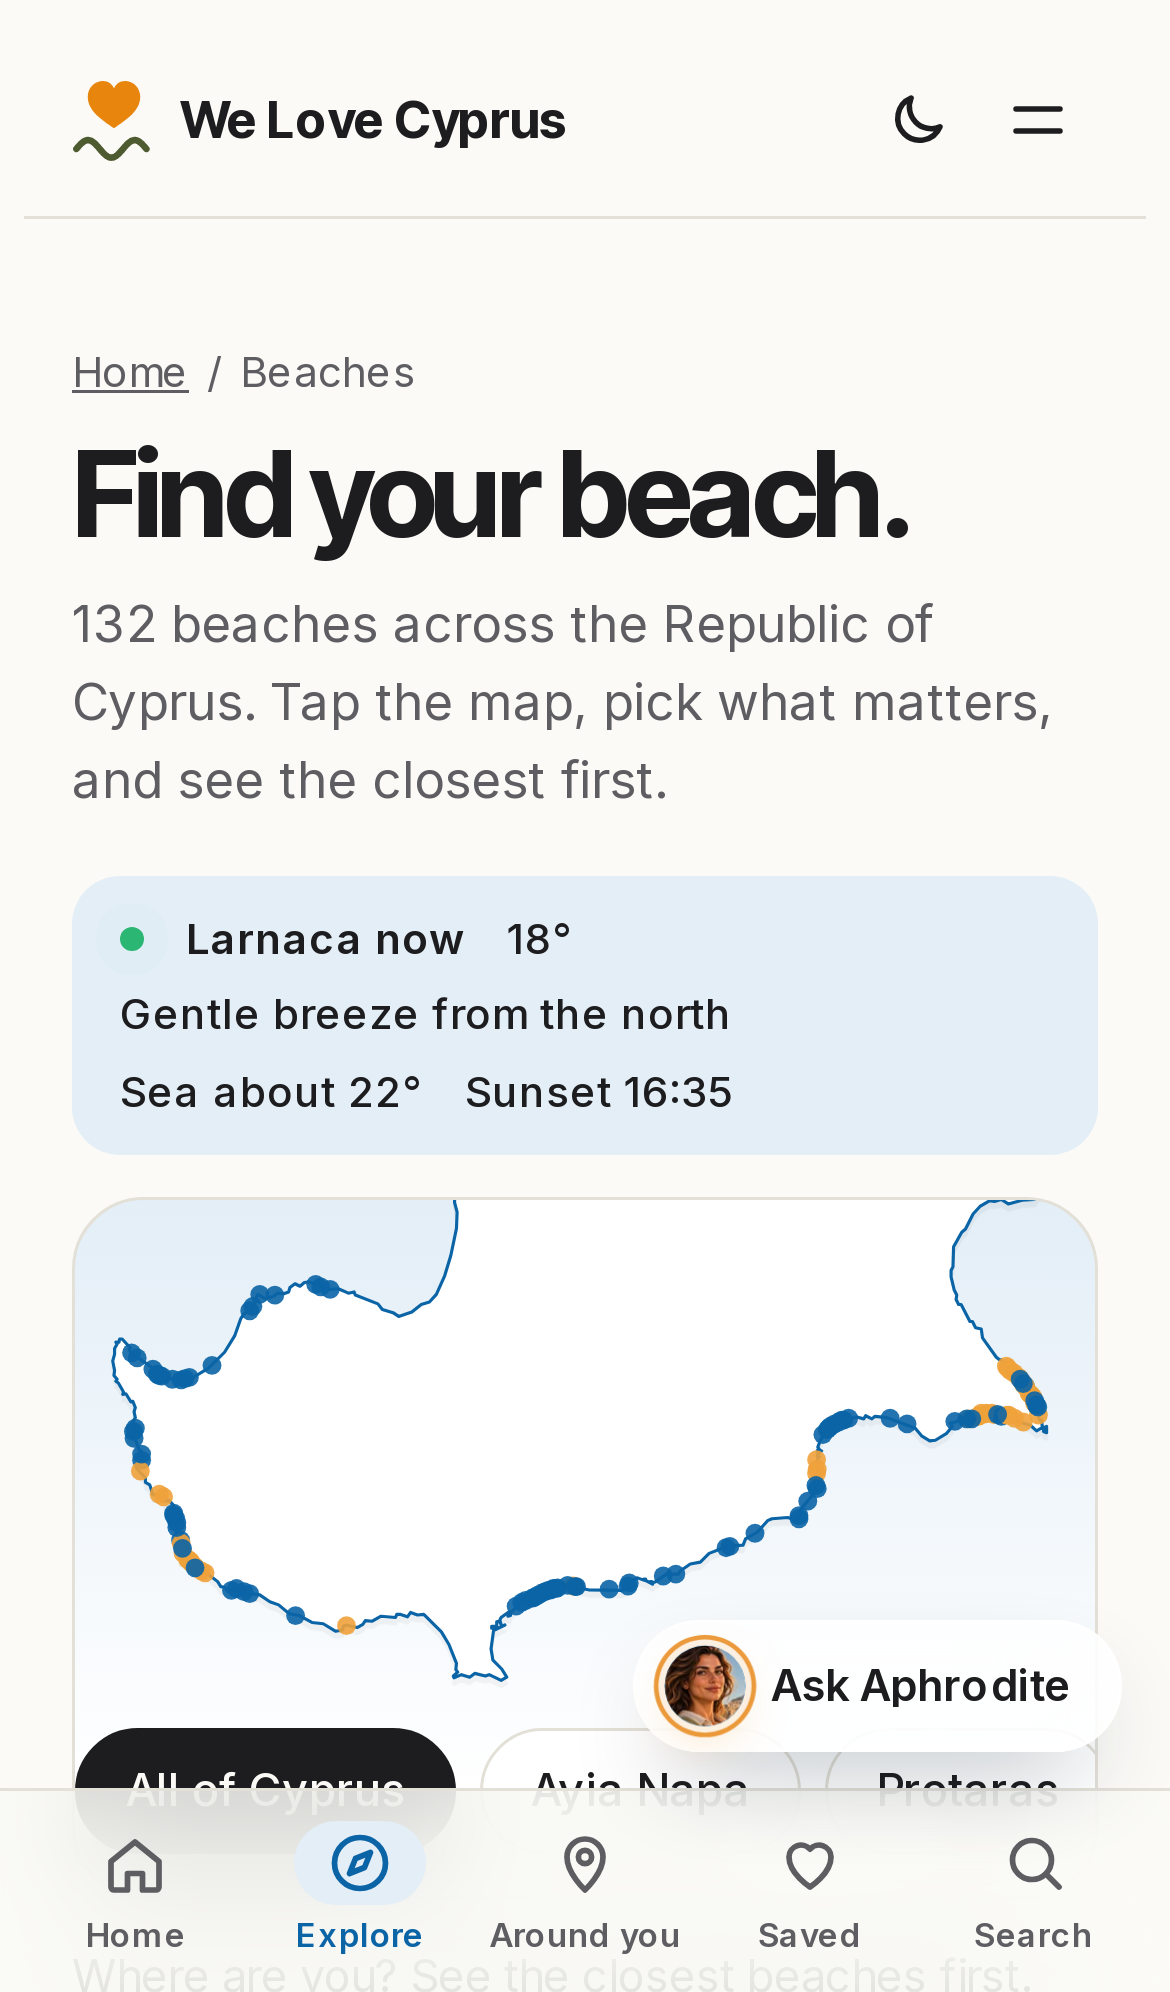 We Love Cyprus
Home / Beaches
Find your beach.
132 beaches across the Republic of
Cyprus. Tap the map, pick what matters,
and see the closest first.
Larnaca now 18°
Gentle breeze from the north
Sea about 22° Sunset 16:35
Ask Aphrodite
All of Cyprus Ayia Napa Protaras
Home Explore Around you Saved Search
Where are you? See the closest beaches first.